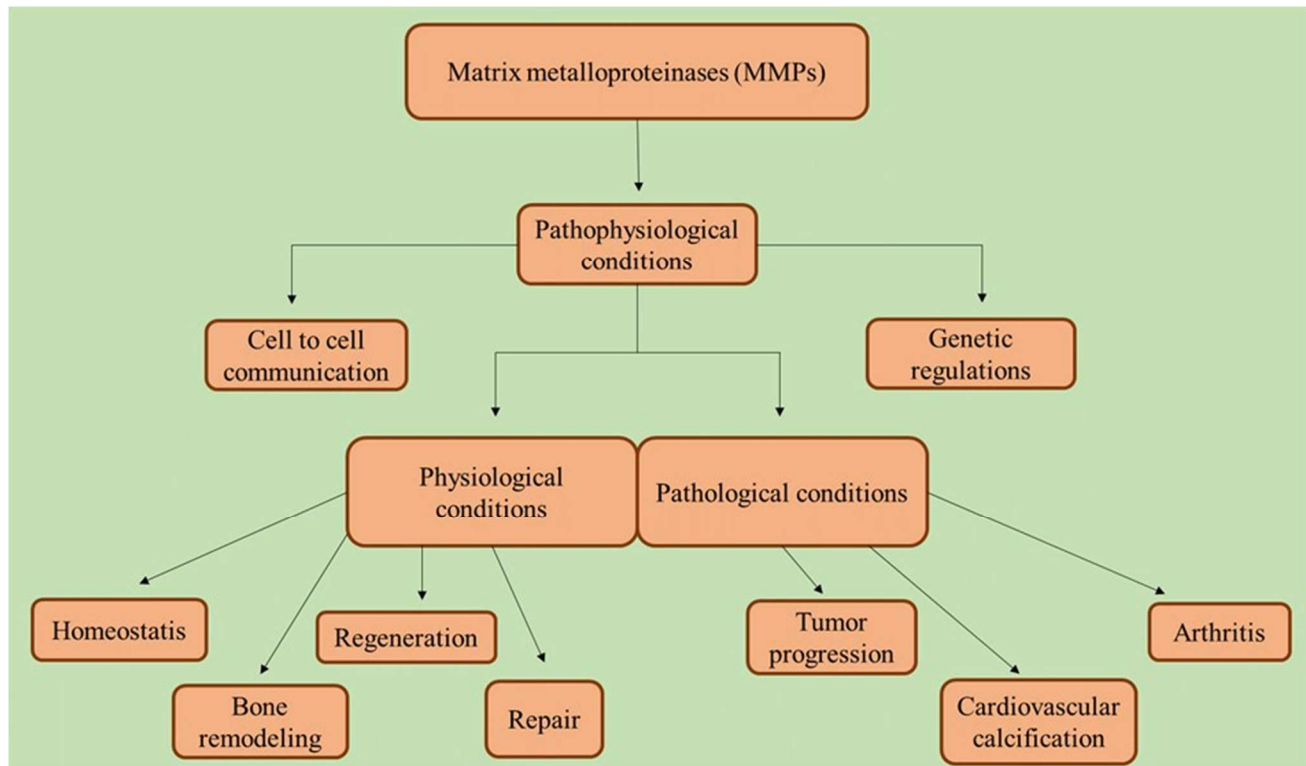 Matrix metalloproteinases (MMPs)
Pathophysiological
conditions
Cell to cell
communication
Genetic
regulations
Physiological
conditions
Pathological conditions
Homeostatis
Regeneration
Bone
remodeling
Repair
Tumor
progression
Arthritis
Cardiovascular
calcification